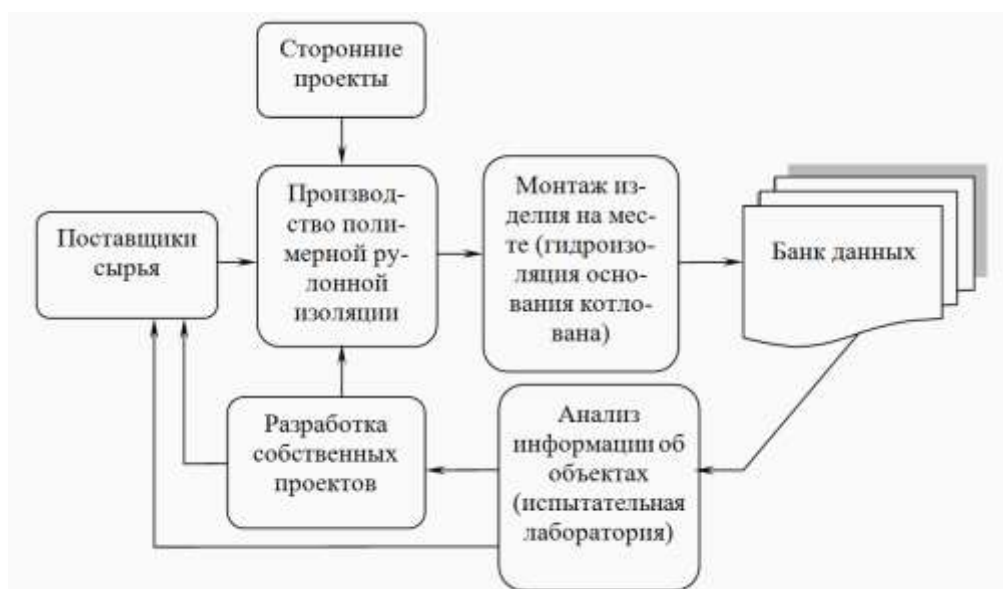 Сторонние
проекты
Поставщики
сырья
Производ-
ство поли-
мерной ру-
лонной
изоляции
Монтаж из-
делия на мес-
те (гидроизо-
ляция осно-
вания котло-
вана)
Банк данных
Разработка
собственных
проектов
Анализ
информации об
объектах
(испытательная
лаборатория)